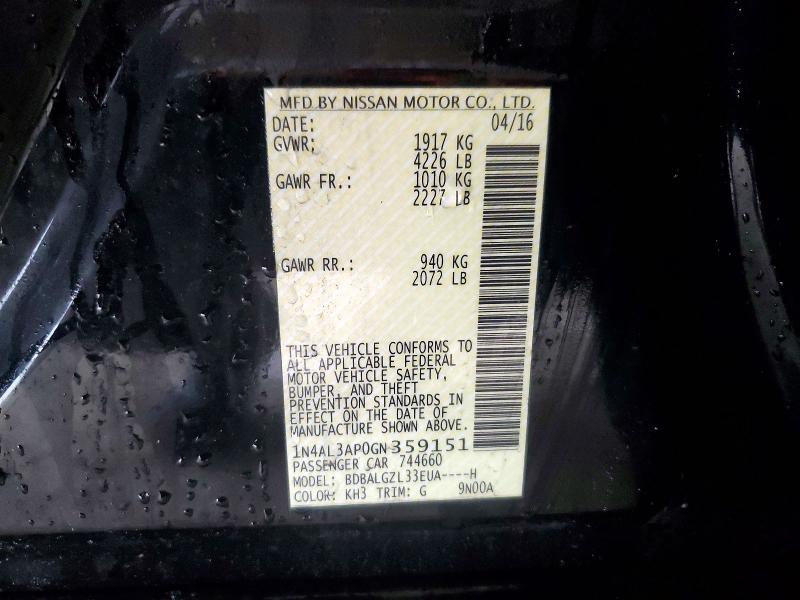 MFD.BY NISSAN MOTOR CO., LTD.
DATE: 04/16
GVWR: 1917 KG
4226 LB
GAWR FR.: 1010 KG
2227 LB
GAWR RR.: 940 KG
2072 LB
THIS VEHICLE CONFORMS TO
ALL APPLICABLE FEDERAL
MOTOR VEHICLE SAFETY,
BUMPER, AND THEFT
PREVENTION STANDARDS IN
EFFECT ON THE DATE OF
MANUFACTURE SHOWN ABOVE.
1N4AL3AP0GN359151
PASSENGER CAR 744660
MODEL: BDBALGZL33EUA----H
COLOR: KH3 TRIM: G 9N00A